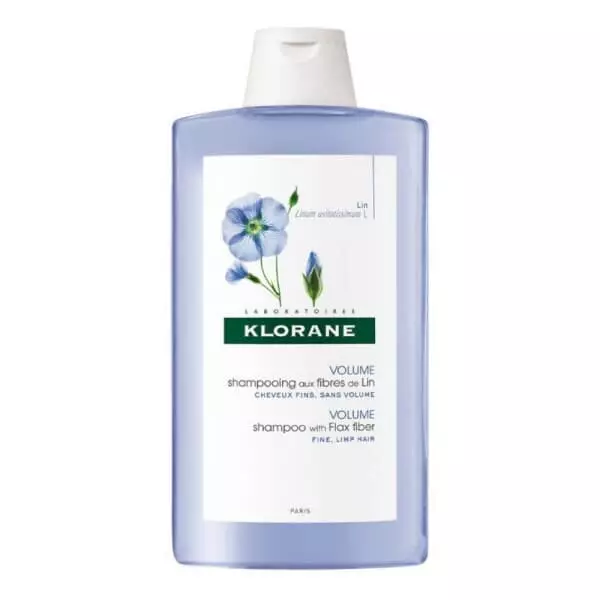 Lin
Linum usitatissimum L
LABORATOIRES
KLORANE
VOLUME
shampooing aux fibres de Lin
CHEVEUX FINS, SANS VOLUME
VOLUME
shampoo with Flax fiber
FINE, LIMP HAIR
PARIS